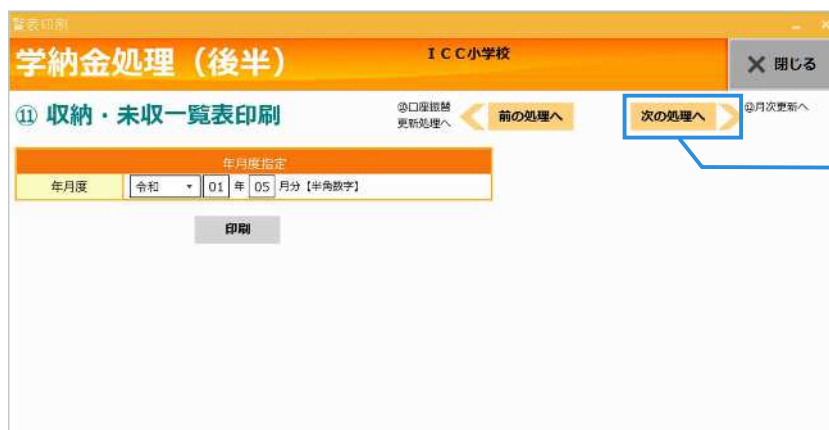 覧表印刷
学納金処理（後半）
ＩＣＣ小学校
× 閉じる
⑪ 収納・未収一覧表印刷
⑩口座振替
更新処理へ
前の処理へ
次の処理へ
⑫月次更新へ
年月度指定
年月度 令和 01 年 05 月分【半角数字】
印刷